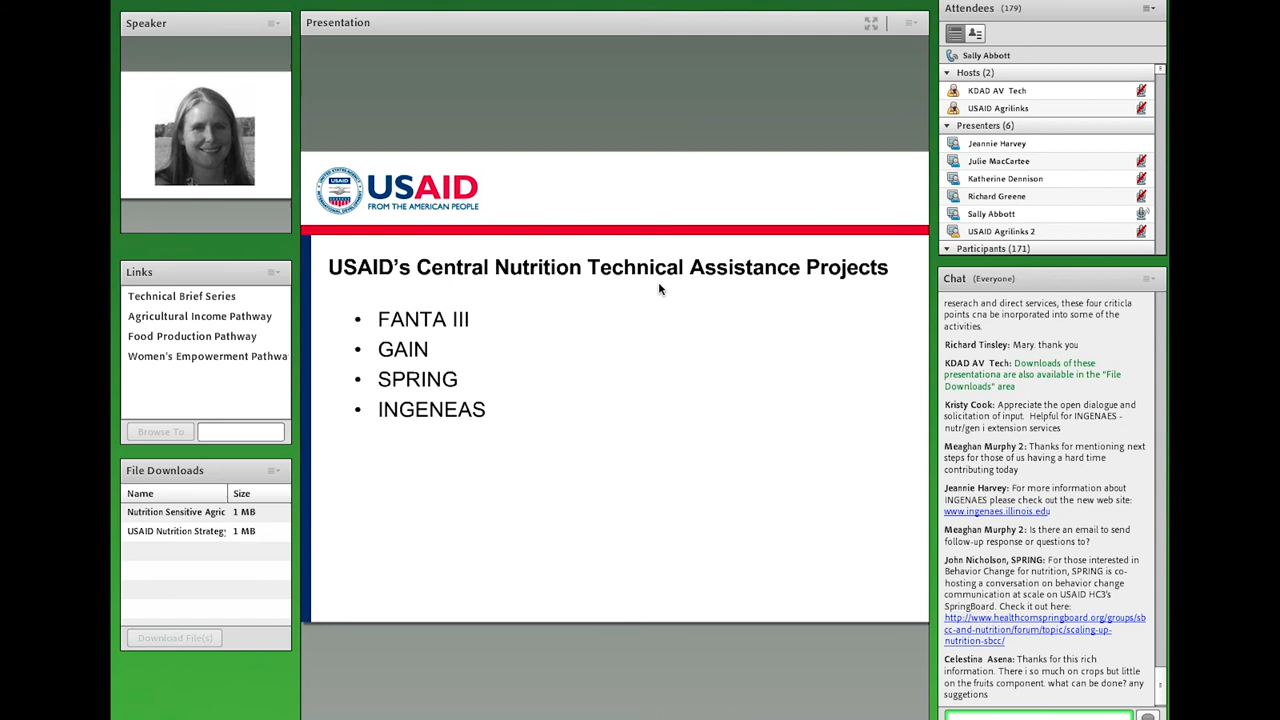 Speaker
Links
Technical Brief Series
Agricultural Income Pathway
Food Production Pathway
Women's Empowerment Pathwa
Browse To
File Downloads
Name Size
Nutrition Sensitive Agric 1 MB
USAID Nutrition Strateg 1 MB
Download File(s)
Presentation
USAID
FROM THE AMERICAN PEOPLE
USAID's Central Nutrition Technical Assistance Projects
• FANTA III
• GAIN
• SPRING
• INGENEAS
Attendees (179)
Sally Abbott
Hosts (2)
KDAD AV Tech
USAID Agrilinks
Presenters (6)
Jeannie Harvey
Julie MacCartee
Katherine Dennison
Richard Greene
Sally Abbott
USAID Agrilinks 2
Participants (171)
Chat (Everyone)
reserach and direct services, these four criticla
points cna be inporated into some of the
activities.
Richard Tinsley: Mary. thank you
KDAD AV Tech: Downloads of these
presentationa are also available in the "File
Downloads" area
Kristy Cook: Appreciate the open dialogue and
solicitation of input. Helpful for INGENAES -
nutr/gen i extension services
Meaghan Murphy 2: Thanks for mentioning next
steps for those of us having a hard time
contributing today
Jeannie Harvey: For more information about
INGENAES please check out the new web site:
www.ingenaes.illinois.edu
Meaghan Murphy 2: Is there an email to send
follow-up response or questions to?
John Nicholson, SPRING: For those interested in
Behavior Change for nutrition, SPRING is co-
hosting a conversation on behavior change
communication at scale on USAID HC3's
SpringBoard. Check it out here:
http://www.healthcomspringboard.org/groups/sb
cc-and-nutrition/forum/topic/scaling-up-
nutrition-sbcc/
Celestina Asena: Thanks for this rich
information. There i so much on crops but little
on the fruits component. what can be done? any
suggetions